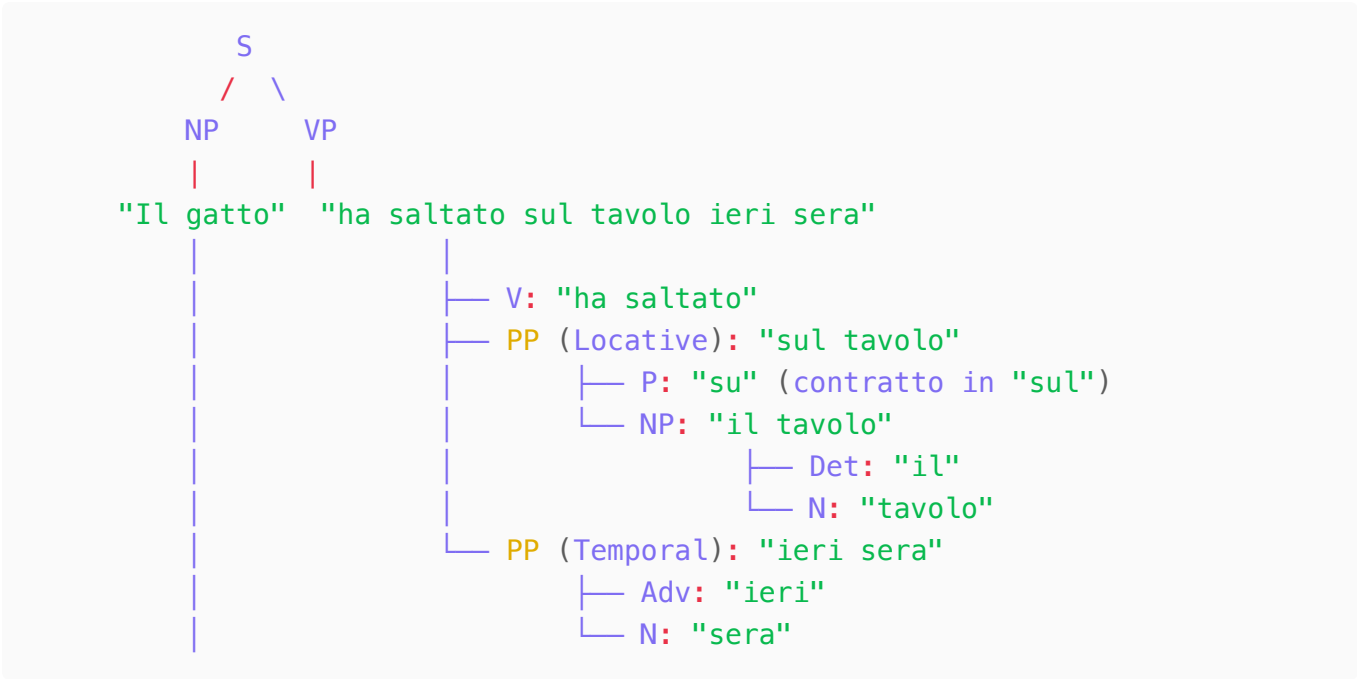 S
/ \
NP VP
| |
"Il gatto" "ha saltato sul tavolo ieri sera"
│ │
│ ├── V: "ha saltato"
│ ├── PP (Locative): "sul tavolo"
│ │ ├── P: "su" (contratto in "sul")
│ │ └── NP: "il tavolo"
│ │ ├── Det: "il"
│ │ └── N: "tavolo"
│ └── PP (Temporal): "ieri sera"
│ ├── Adv: "ieri"
│ └── N: "sera"